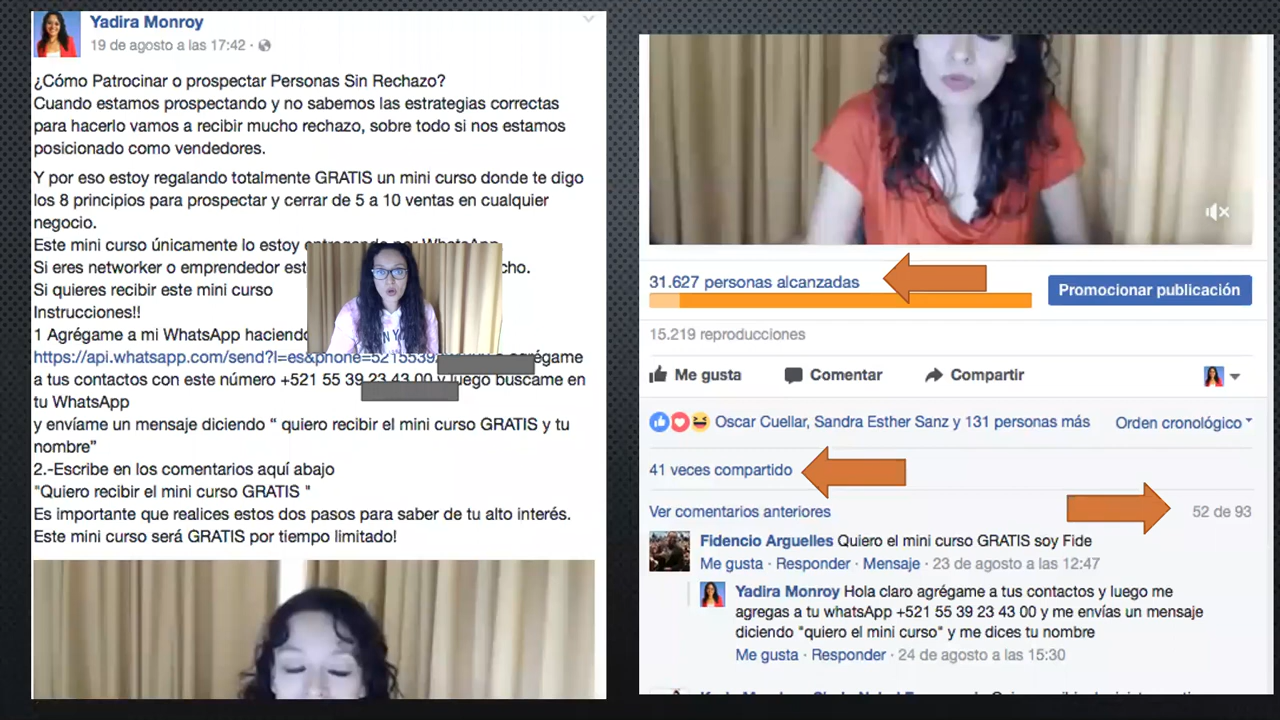 Yadira Monroy
19 de agosto a las 17:42 ·
¿Cómo Patrocinar o prospectar Personas Sin Rechazo?
Cuando estamos prospectando y no sabemos las estrategias correctas
para hacerlo vamos a recibir mucho rechazo, sobre todo si nos estamos
posicionado como vendedores.
Y por eso estoy regalando totalmente GRATIS un mini curso donde te digo
los 8 principios para prospectar y cerrar de 5 a 10 ventas en cualquier
negocio.
Este mini curso únicamente lo estoy entregando por WhatsApp
Si eres networker o emprendedor
Si quieres recibir este mini curso
Instrucciones!!
1 Agrégame a mi WhatsApp haciendo
https://api.whatsapp.com/send?l=es&phone=5215539 agrégame
a tus contactos con este número +521 55 39 23 43 00 y luego búscame en
tu WhatsApp
y envíame un mensaje diciendo “ quiero recibir el mini curso GRATIS y tu
nombre”
2.-Escribe en los comentarios aquí abajo
"Quiero recibir el mini curso GRATIS "
Es importante que realices estos dos pasos para saber de tu alto interés.
Este mini curso será GRATIS por tiempo limitado!
31.627 personas alcanzadas
Promocionar publicación
15.219 reproducciones
Me gusta Comentar Compartir
Oscar Cuellar, Sandra Esther Sanz y 131 personas más Orden cronológico
41 veces compartido
Ver comentarios anteriores 52 de 93
Fidencio Arguelles Quiero el mini curso GRATIS soy Fide
Me gusta · Responder · Mensaje · 23 de agosto a las 12:47
Yadira Monroy Hola claro agrégame a tus contactos y luego me
agregas a tu whatsApp +521 55 39 23 43 00 y me envías un mensaje
diciendo "quiero el mini curso" y me dices tu nombre
Me gusta · Responder · 24 de agosto a las 15:30